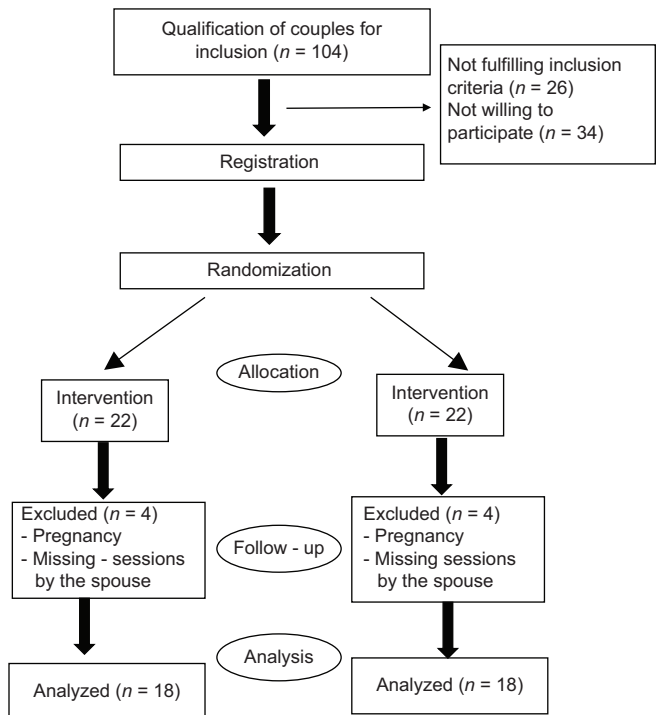 Qualification of couples for
inclusion (n = 104)
Not fulfilling inclusion
criteria (n = 26)
Not willing to
participate (n = 34)
Registration
Randomization
Allocation
Intervention
(n = 22)
Intervention
(n = 22)
Excluded (n = 4)
- Pregnancy
- Missing - sessions
by the spouse
Follow - up
Excluded (n = 4)
- Pregnancy
- Missing sessions
by the spouse
Analysis
Analyzed (n = 18)
Analyzed (n = 18)